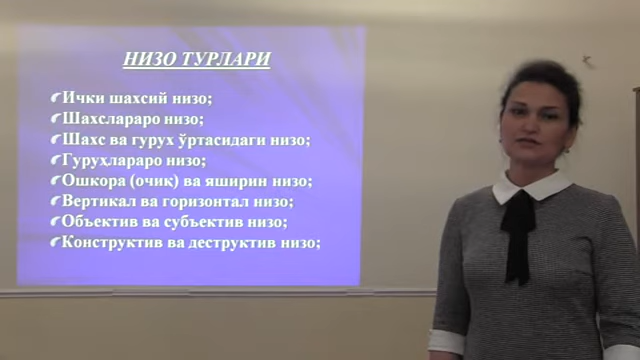 НИЗО ТУРЛАРИ
Ички шахсий низо;
Шахслараро низо;
Шахс ва гурух ўртасидаги низо;
Гуруҳлараро низо;
Ошкора (очиқ) ва яширин низо;
Вертикал ва горизонтал низо;
Объектив ва субъектив низо;
Конструктив ва деструктив низо;